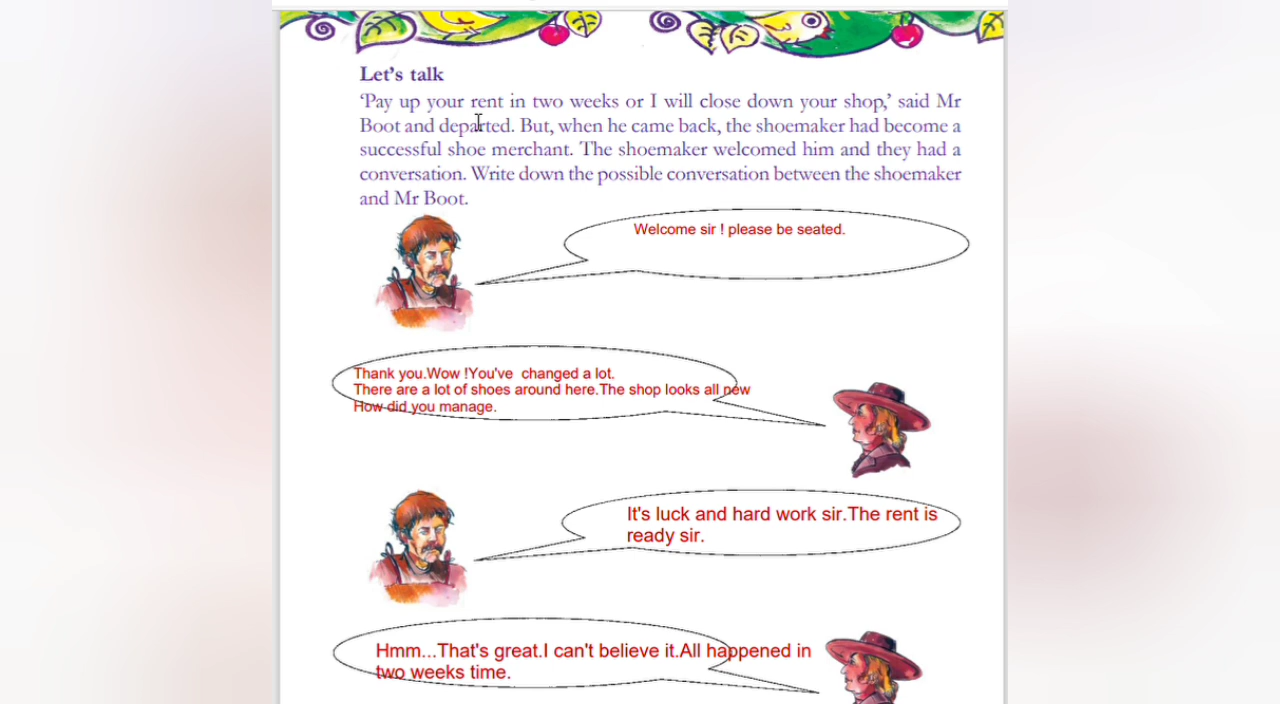 Let's talk
‘Pay up your rent in two weeks or I will close down your shop,’ said Mr
Boot and departed. But, when he came back, the shoemaker had become a
successful shoe merchant. The shoemaker welcomed him and they had a
conversation. Write down the possible conversation between the shoemaker
and Mr Boot.
Welcome sir ! please be seated.
Thank you.Wow !You've  changed a lot.
There are a lot of shoes around here.The shop looks all new
How did you manage.
It's luck and hard work sir.The rent is
ready sir.
Hmm...That's great.I can't believe it.All happened in
two weeks time.